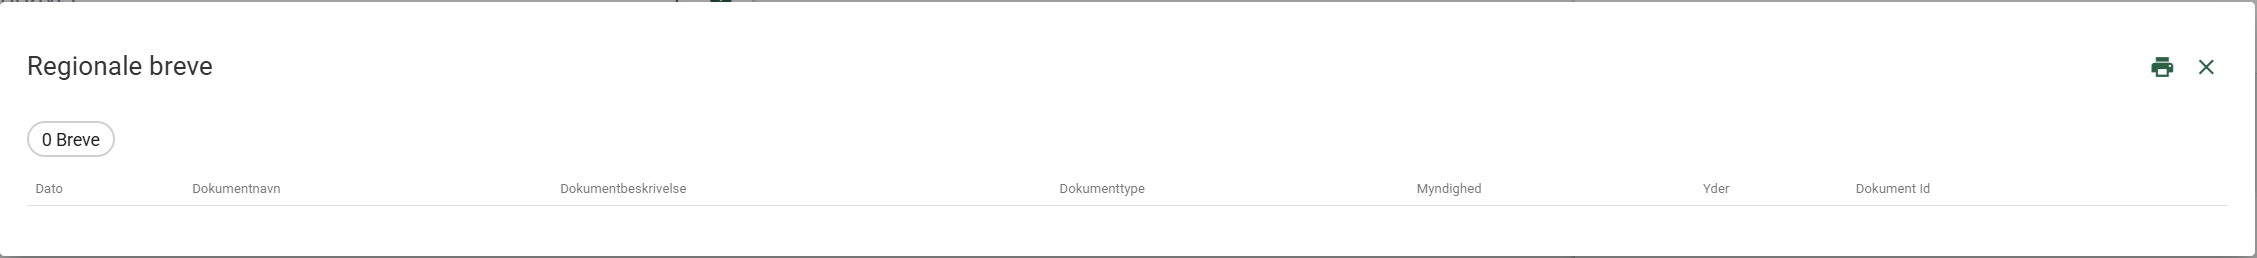 Regionale breve
0 Breve
Dato Dokumentnavn Dokumentbeskrivelse Dokumenttype Myndighed Yder Dokument Id